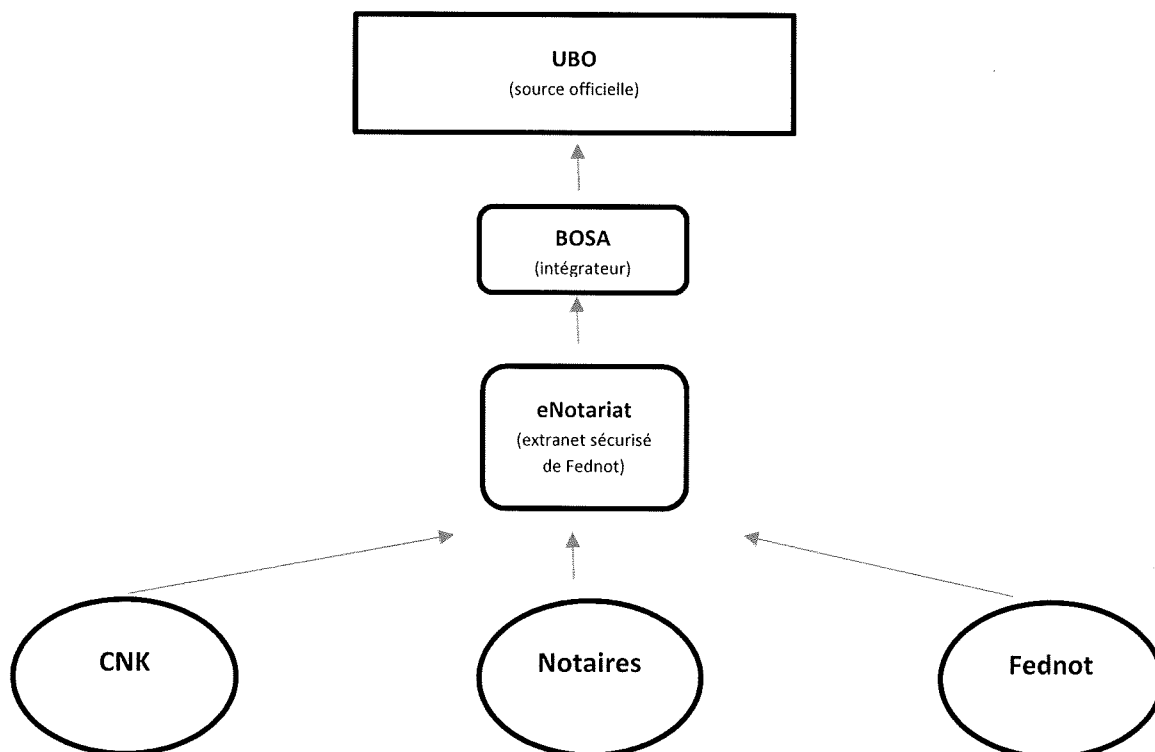 UBO
(source officielle)
BOSA
(intégrateur)
eNotariat
(extranet sécurisé
de Fednot)
CNK
Notaires
Fednot